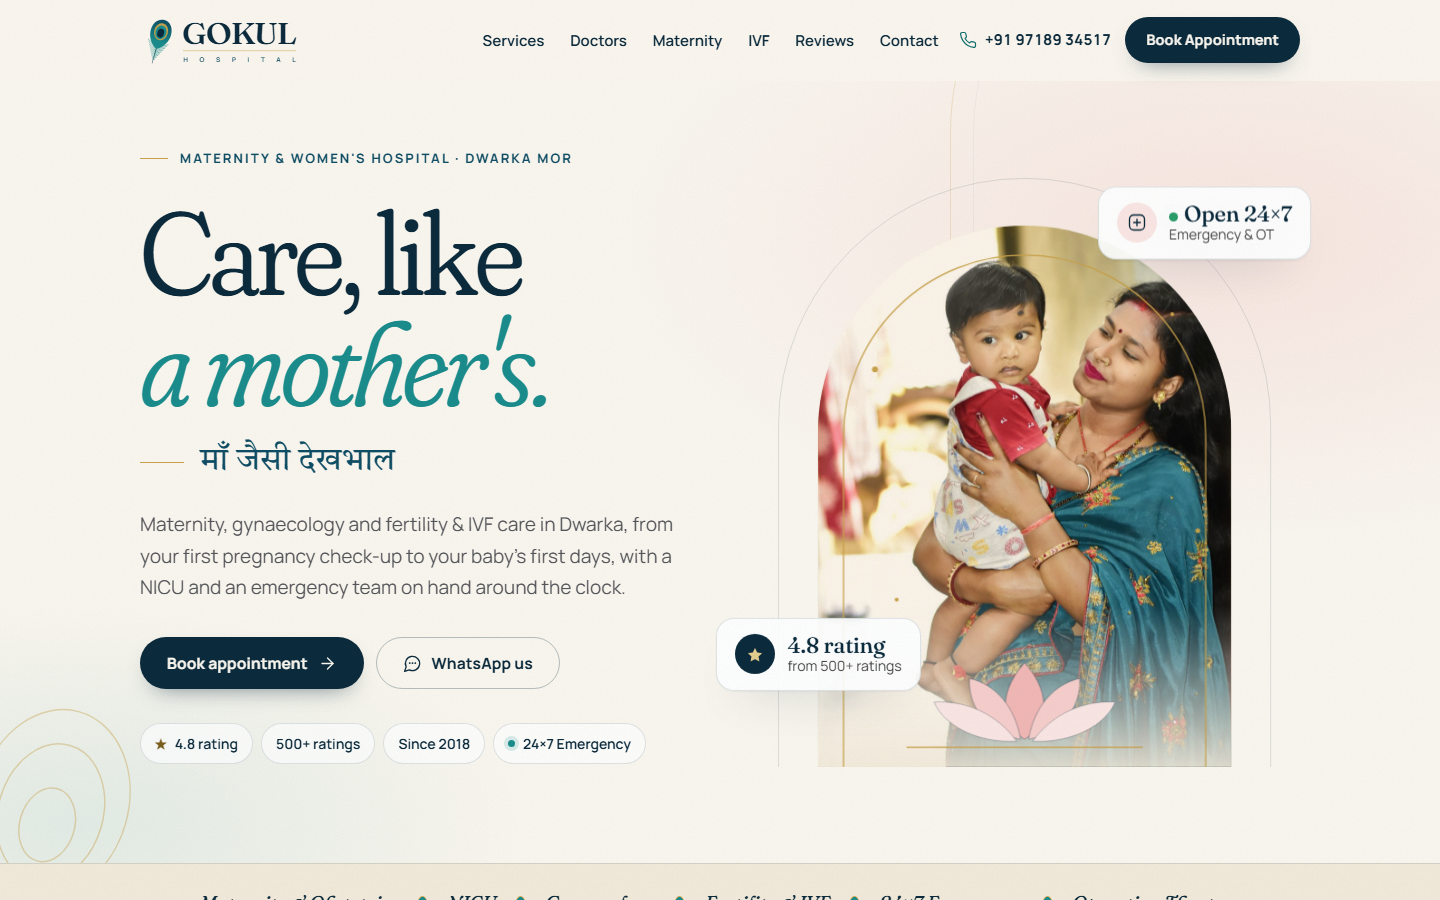 GOKUL
HOSPITAL
Services
Doctors
Maternity
IVF
Reviews
Contact
+91 97189 34517
Book Appointment
MATERNITY & WOMEN'S HOSPITAL · DWARKA MOR
Care, like
a mother's.
माँ जैसी देखभाल
Maternity, gynaecology and fertility & IVF care in Dwarka, from
your first pregnancy check-up to your baby's first days, with a
NICU and an emergency team on hand around the clock.
Book appointment
WhatsApp us
4.8 rating
500+ ratings
Since 2018
24×7 Emergency
Open 24×7
Emergency & OT
4.8 rating
from 500+ ratings